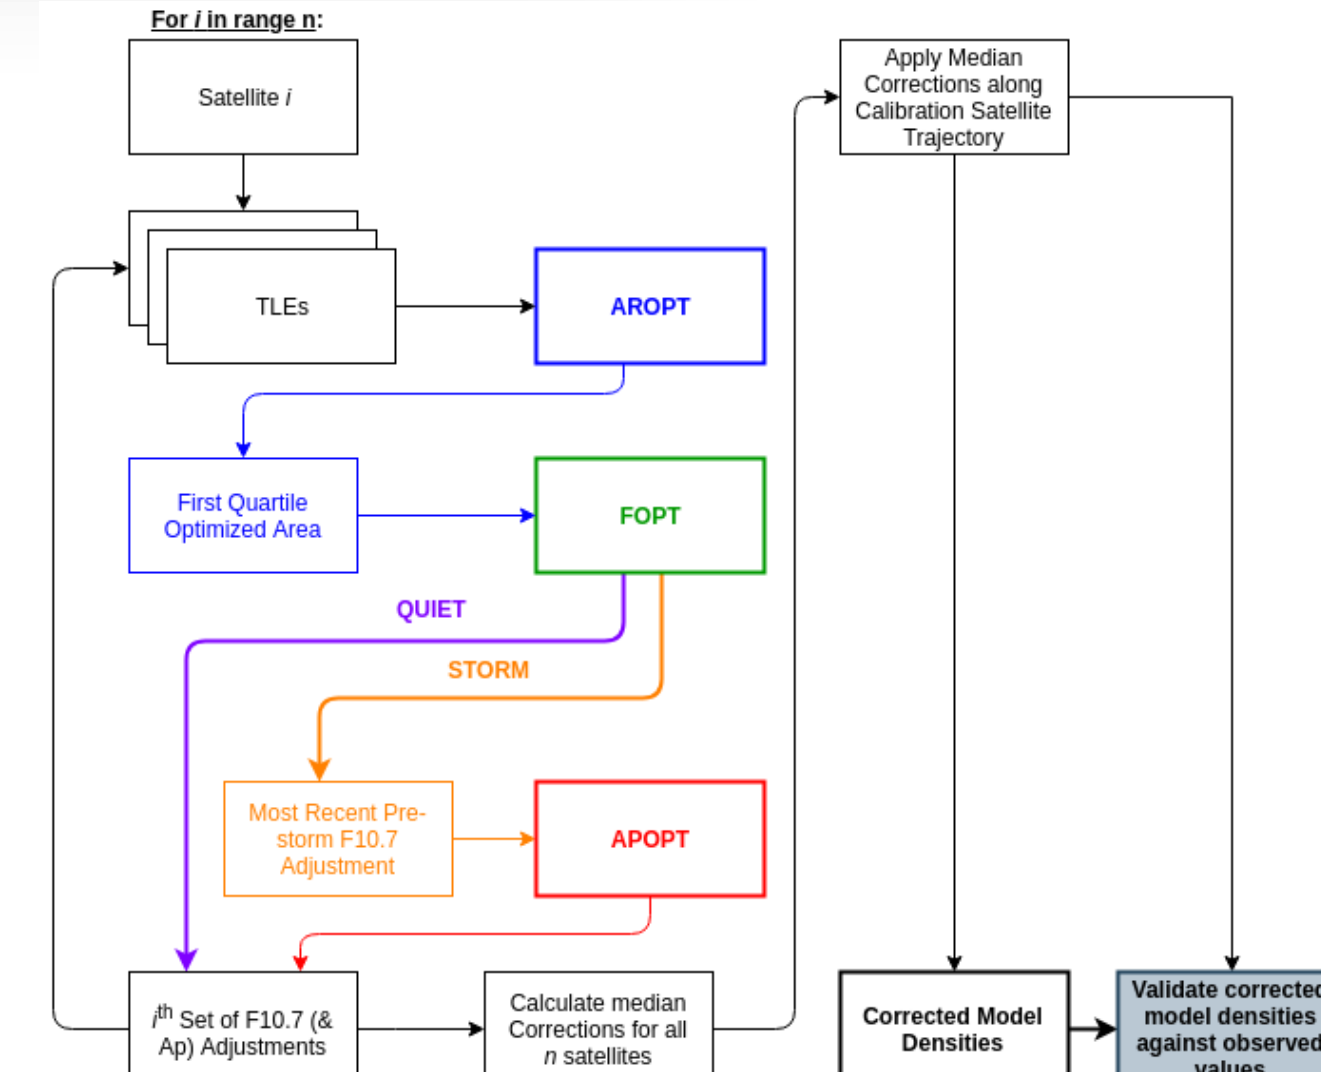 For i in range n:
Satellite i
TLEs
AROPT
First Quartile
Optimized Area
FOPT
QUIET
STORM
Most Recent Pre-
storm F10.7
Adjustment
APOPT
ith Set of F10.7 (&
Ap) Adjustments
Calculate median
Corrections for all
n satellites
Apply Median
Corrections along
Calibration Satellite
Trajectory
Corrected Model
Densities
Validate corrected
model densities
against observed
values